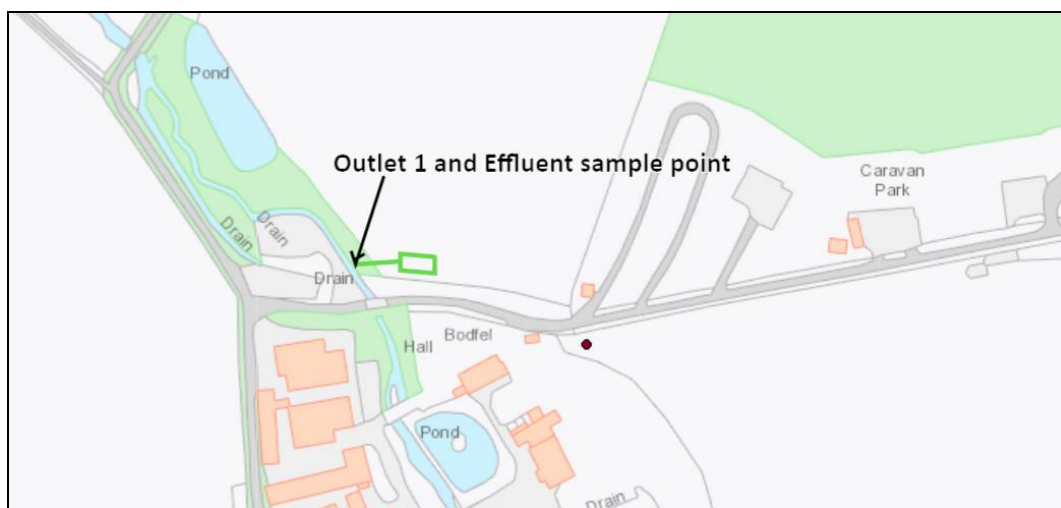 Pond
Outlet 1 and Effluent sample point
Caravan
Park
Drain
Drain
Drain
Bodfel
Hall
Pond
Drain